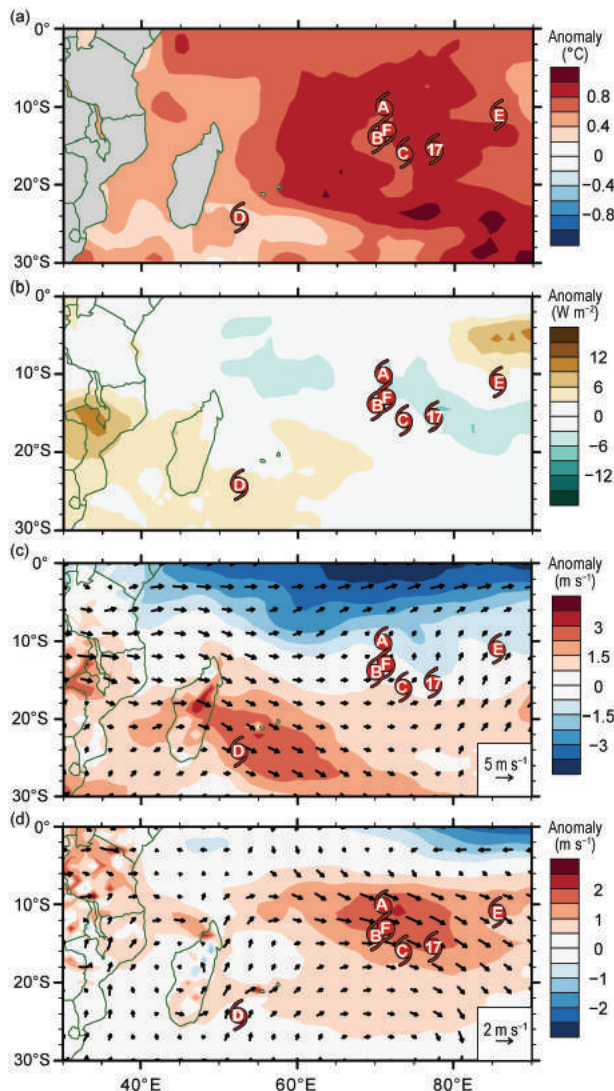 (a)
0°
10°S
20°S
30°S
A
B
F
C
17
E
D
Anomaly
(°C)
0.8
0.4
0
−0.4
−0.8
(b)
0°
10°S
20°S
30°S
A
B
F
C
17
E
D
Anomaly
(W m⁻²)
12
6
0
−6
−12
(c)
0°
10°S
20°S
30°S
A
B
F
C
17
E
D
5 m s⁻¹
Anomaly
(m s⁻¹)
3
1.5
0
−1.5
−3
(d)
0°
10°S
20°S
30°S
A
B
F
C
17
E
D
2 m s⁻¹
Anomaly
(m s⁻¹)
2
1
0
−1
−2
40°E
60°E
80°E